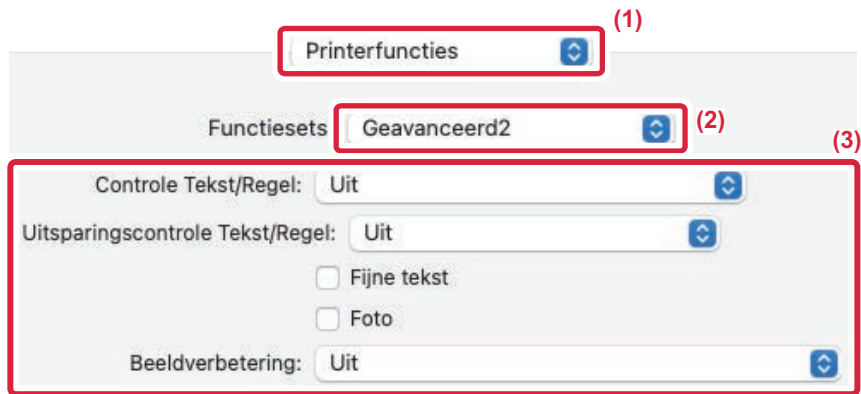 (1)
Printerfuncties
Functiesets Geavanceerd2 (2)
(3)
Controle Tekst/Regel: Uit
Uitsparingscontrole Tekst/Regel: Uit
Fijne tekst
Foto
Beeldverbetering: Uit